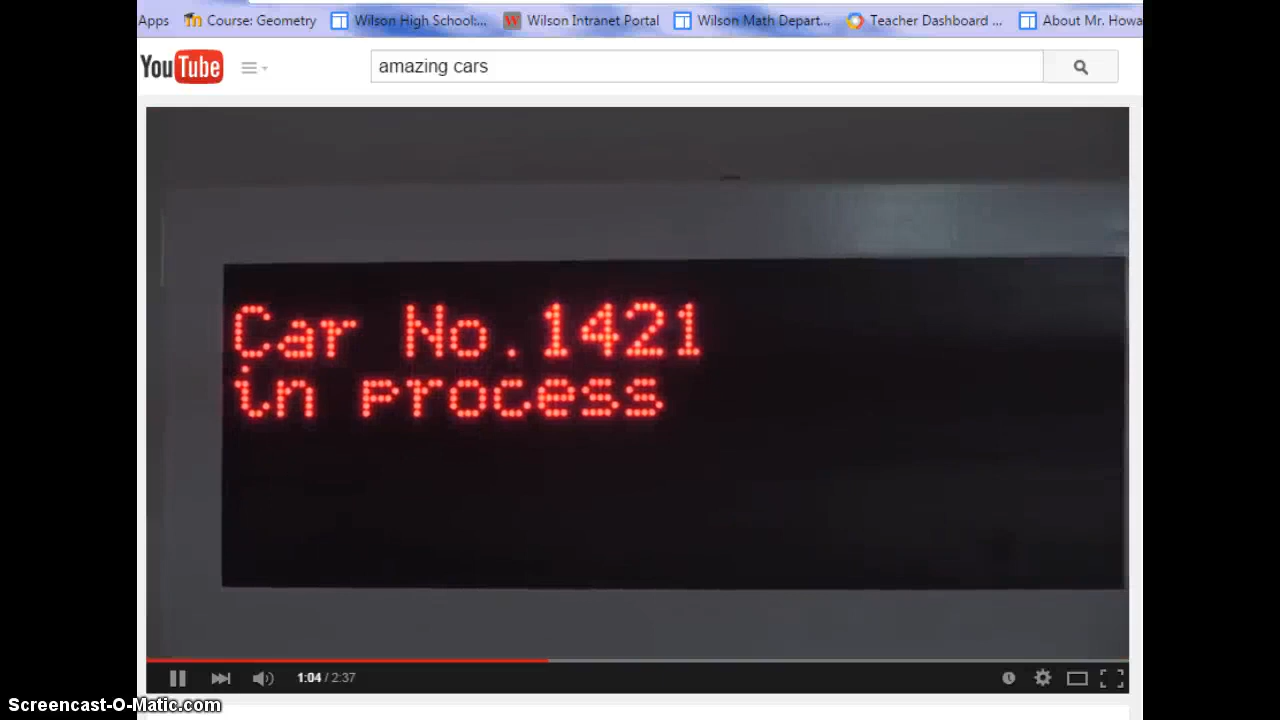 Apps Course: Geometry Wilson High School:... Wilson Intranet Portal Wilson Math Depart... Teacher Dashboard ... About Mr. Howa
YouTube amazing cars
Car No.1421
in process
1:04 / 2:37
Screencast-O-Matic.com